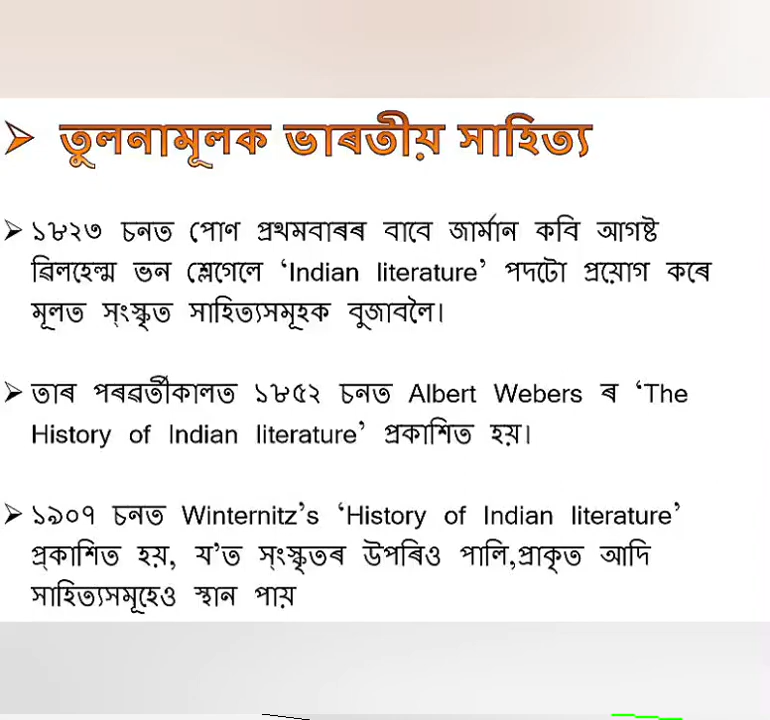 ➢ তুলনামূলক ভাৰতীয় সাহিত্য
➢ ১৮২৩ চনত পোণ প্ৰথমবাৰৰ বাবে জাৰ্মান কবি আগষ্ট
ৱিলহেল্ম ভন শ্লেগেলে ‘Indian literature’ পদটো প্ৰয়োগ কৰে
মূলত স্ংস্কৃত সাহিত্যসমূহক বুজাবলৈ।
➢ তাৰ পৰৱৰ্তীকালত ১৮৫২ চনত Albert Webers ৰ ‘The
History of Indian literature’ প্ৰকাশিত হয়।
➢ ১৯০৭ চনত Winternitz’s ‘History of Indian literature’
প্ৰকাশিত হয়, য’ত স্ংস্কৃতৰ উপৰিও পালি,প্ৰাকৃত আদি
সাহিত্যসমূহেও স্থান পায়